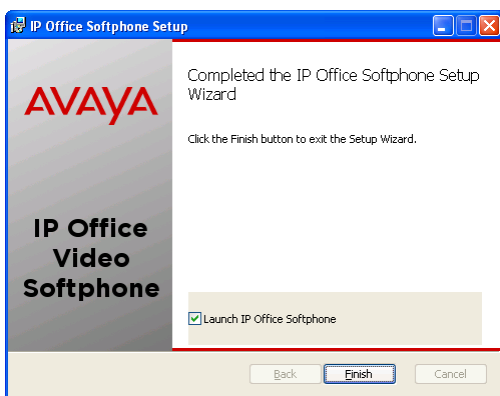 IP Office Softphone Setup
AVAYA
IP Office
Video
Softphone
Completed the IP Office Softphone Setup
Wizard
Click the Finish button to exit the Setup Wizard.
Launch IP Office Softphone
Back
Finish
Cancel